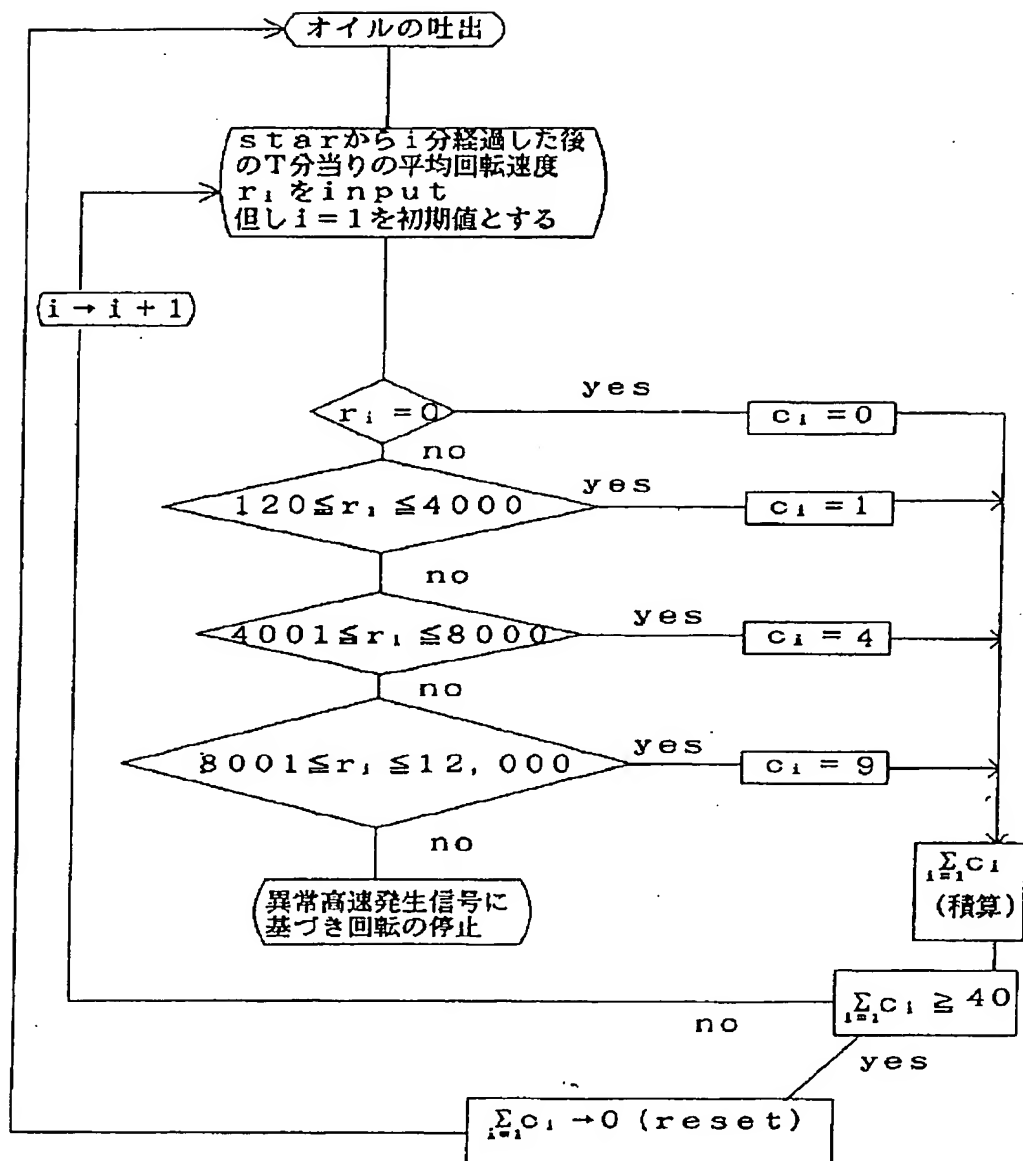 オイルの吐出
starからi分経過した後
のT分当りの平均回転速度
riをinput
但しi=1を初期値とする
i→i+1
ri=0
yes
ci=0
no
120≦ri≦4000
yes
ci=1
no
4001≦ri≦8000
yes
ci=4
no
8001≦ri≦12,000
yes
ci=9
no
異常高速発生信号に
基づき回転の停止
Σci
i=1
(積算)
Σci≧40
i=1
no
yes
Σci→0(reset)
i=1